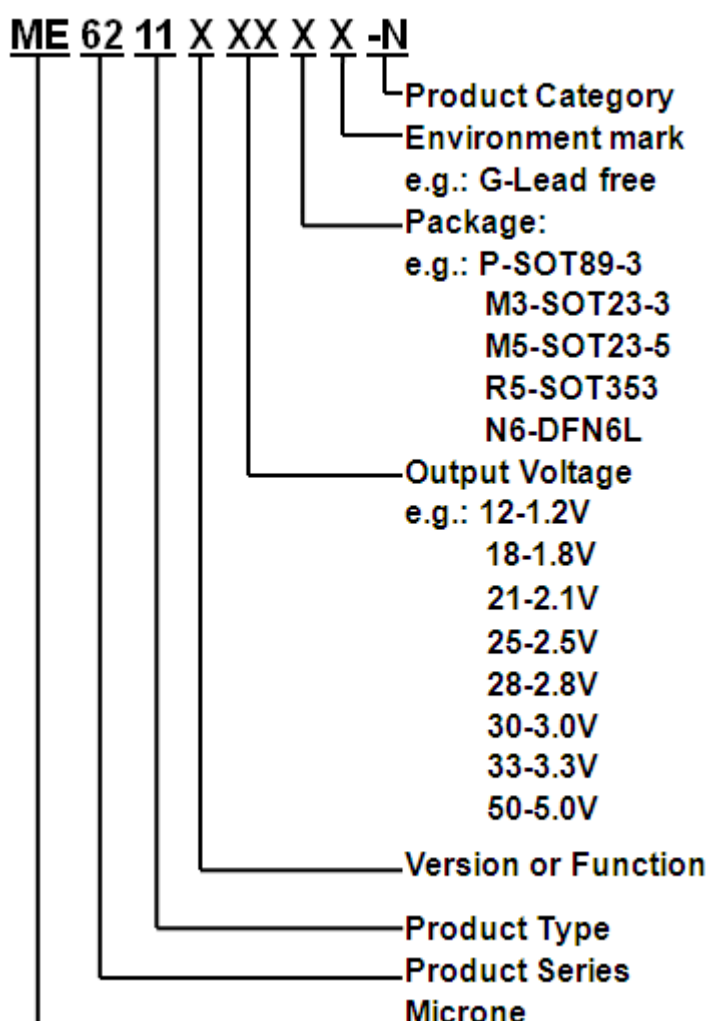 ME 62 11 X XX X X -N
Product Category
Environment mark
e.g.: G-Lead free
Package:
e.g.: P-SOT89-3
M3-SOT23-3
M5-SOT23-5
R5-SOT353
N6-DFN6L
Output Voltage
e.g.: 12-1.2V
18-1.8V
21-2.1V
25-2.5V
28-2.8V
30-3.0V
33-3.3V
50-5.0V
Version or Function
Product Type
Product Series
Microne